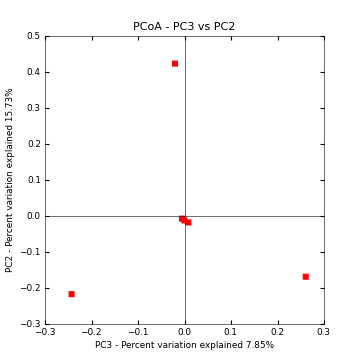 PCoA - PC3 vs PC2
0.5
0.4
0.3
0.2
0.1
0.0
−0.1
−0.2
−0.3
PC2 - Percent variation explained 15.73%
−0.3 −0.2 −0.1 0.0 0.1 0.2 0.3
PC3 - Percent variation explained 7.85%